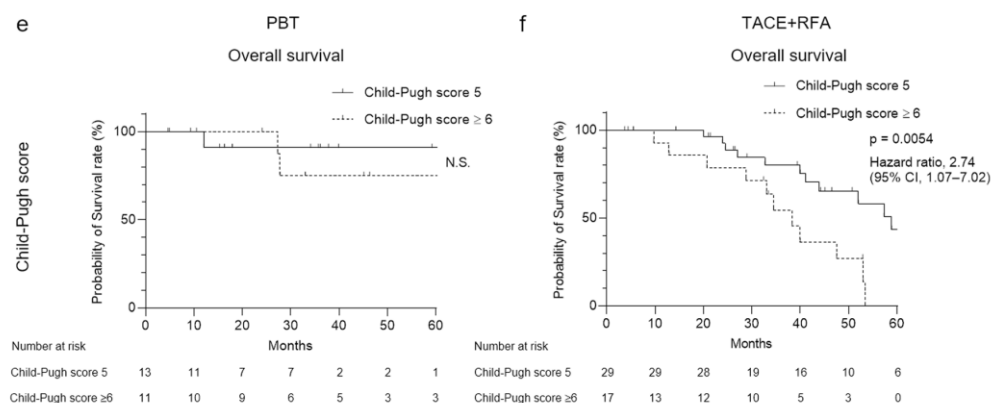 e
PBT
Overall survival
Child-Pugh score 5
Child-Pugh score ≥ 6
Child-Pugh score
Probability of Survival rate (%)
100
50
0
N.S.
0 10 20 30 40 50 60
Months
Number at risk
Child-Pugh score 5 13 11 7 7 2 2 1
Child-Pugh score ≥6 11 10 9 6 5 3 3
f
TACE+RFA
Overall survival
Child-Pugh score 5
Child-Pugh score ≥ 6
p = 0.0054
Hazard ratio, 2.74
(95% CI, 1.07–7.02)
Probability of Survival rate (%)
100
50
0
0 10 20 30 40 50 60
Months
Number at risk
Child-Pugh score 5 29 29 28 19 16 10 6
Child-Pugh score ≥6 17 13 12 10 5 3 0